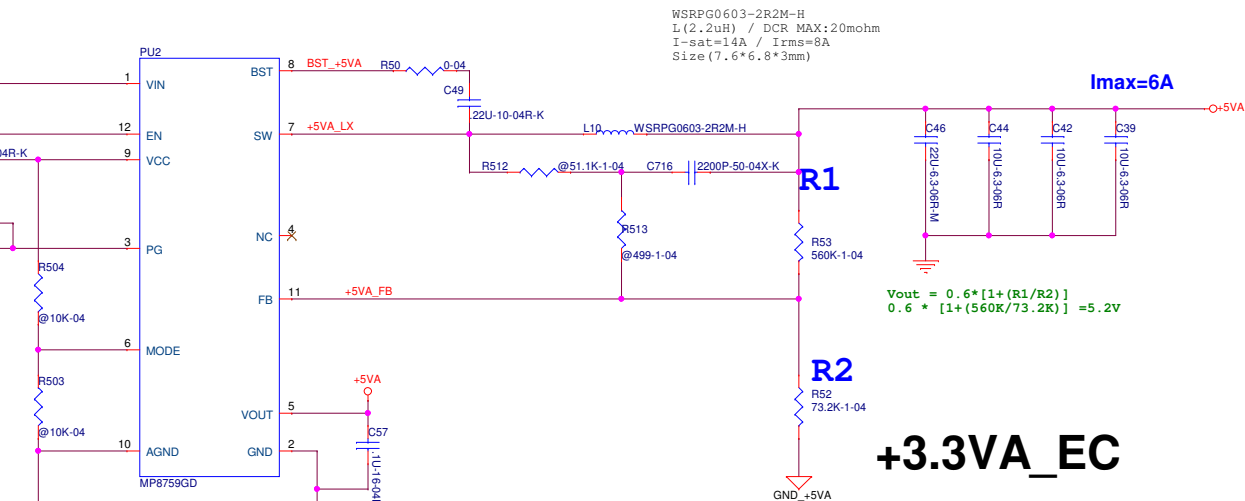 WSRPG0603-2R2M-H
L(2.2uH) / DCR MAX:20mohm
I-sat=14A / Irms=8A
Size(7.6*6.8*3mm)
PU2
1 VIN
12 EN
04R-K
9 VCC
3 PG
R504
@10K-04
6 MODE
R503
@10K-04
10 AGND
MP8759GD
BST 8 BST_+5VA R50 0-04
C49
.22U-10-04R-K
SW 7 +5VA_LX L10 WSRPG0603-2R2M-H
R512 @51.1K-1-04 C716 2200P-50-04X-K
NC 4
R513
@499-1-04
FB 11 +5VA_FB
+5VA
VOUT 5
C57
GND 2
R1
R53
560K-1-04
R2
R52
73.2K-1-04
GND_+5VA
Imax=6A
+5VA
C46
22U-6.3-06R-M
C44
10U-6.3-06R
C42
10U-6.3-06R
C39
10U-6.3-06R
Vout = 0.6*[1+(R1/R2)]
0.6 * [1+(560K/73.2K)] =5.2V
+3.3VA_EC